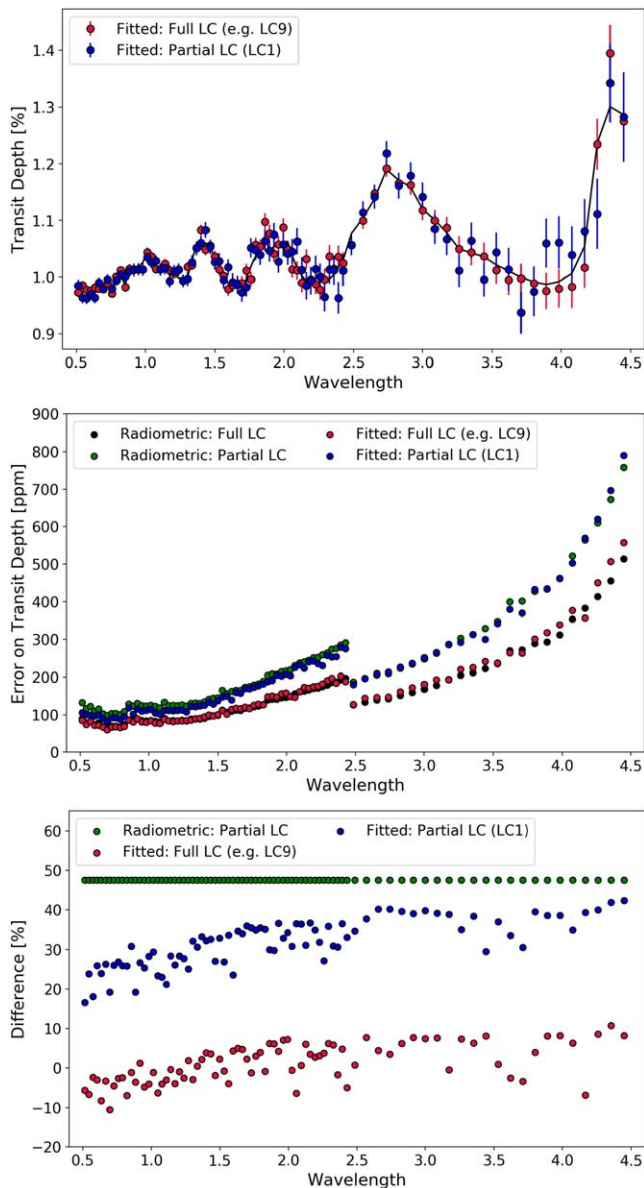 Fitted: Full LC (e.g. LC9)
Fitted: Partial LC (LC1)
Transit Depth [%]
1.4
1.3
1.2
1.1
1.0
0.9
0.5 1.0 1.5 2.0 2.5 3.0 3.5 4.0 4.5
Wavelength
Radiometric: Full LC
Radiometric: Partial LC
Fitted: Full LC (e.g. LC9)
Fitted: Partial LC (LC1)
Error on Transit Depth [ppm]
900
800
700
600
500
400
300
200
100
0
0.5 1.0 1.5 2.0 2.5 3.0 3.5 4.0 4.5
Wavelength
Radiometric: Partial LC
Fitted: Full LC (e.g. LC9)
Fitted: Partial LC (LC1)
Difference [%]
60
50
40
30
20
10
0
−10
−20
0.5 1.0 1.5 2.0 2.5 3.0 3.5 4.0 4.5
Wavelength